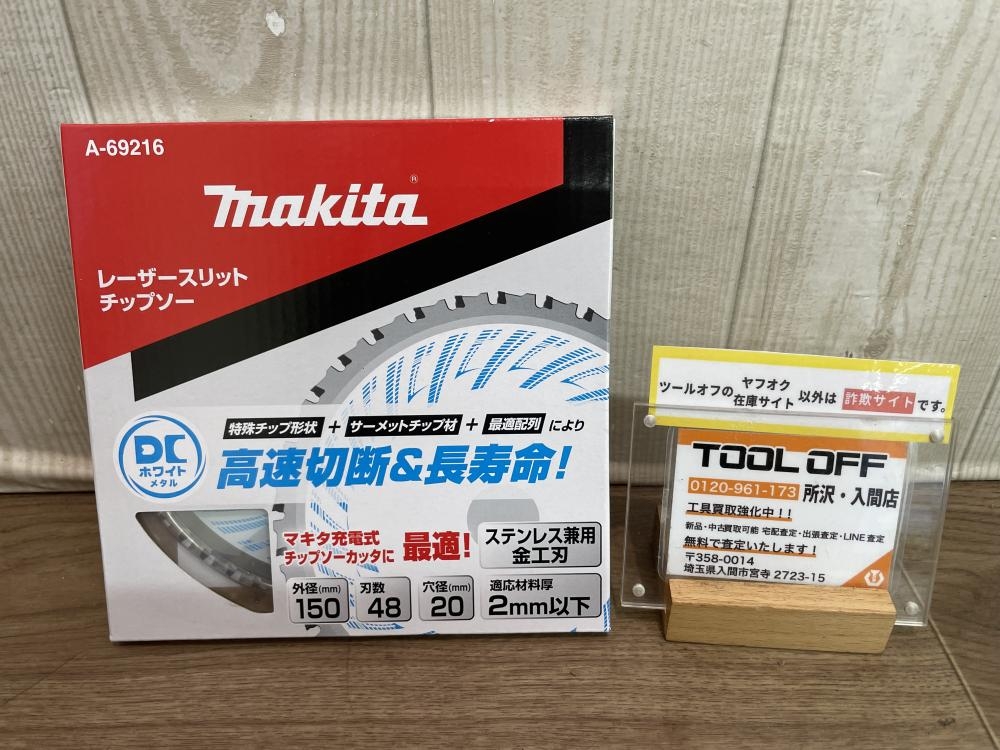 A-69216
makita®
レーザースリット
チップソー
DC
ホワイト
メタル
特殊チップ形状 + サーメットチップ材 + 最適配列 により
高速切断&長寿命!
マキタ充電式
チップソーカッタに 最適!
ステンレス兼用
金工刃
外径(mm)
150
刃数
48
穴径(mm)
20
適応材料厚
2mm以下
ツールオフの ヤフオク 在庫サイト 以外は 詐欺サイトです。
TOOL OFF
0120-961-173 所沢・入間店
工具買取強化中!!
新品・中古買取可能 宅配査定・出張査定・LINE査定
無料で査定いたします!
〒358-0014
埼玉県入間市宮寺 2723-15